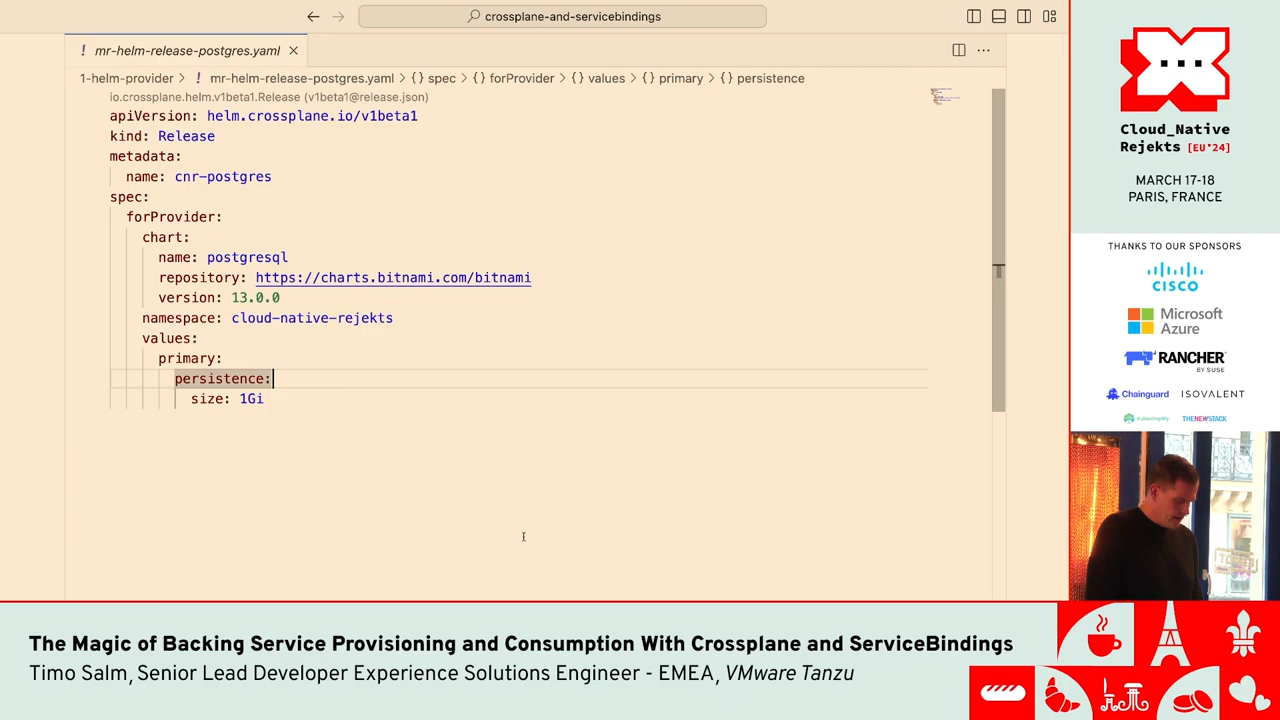 crossplane-and-servicebindings
! mr-helm-release-postgres.yaml
1-helm-provider > ! mr-helm-release-postgres.yaml > {} spec > {} forProvider > {} values > {} primary > {} persistence
io.crossplane.helm.v1beta1.Release (v1beta1@release.json)
apiVersion: helm.crossplane.io/v1beta1
kind: Release
metadata:
name: cnr-postgres
spec:
forProvider:
chart:
name: postgresql
repository: https://charts.bitnami.com/bitnami
version: 13.0.0
namespace: cloud-native-rejekts
values:
primary:
persistence:
size: 1Gi
Cloud_Native
Rejekts [EU'24]
MARCH 17-18
PARIS, FRANCE
THANKS TO OUR SPONSORS
CISCO
Microsoft
Azure
RANCHER
BY SUSE
Chainguard
ISOVALENT
Kubesimplify
THENEWSTACK
The Magic of Backing Service Provisioning and Consumption With Crossplane and ServiceBindings
Timo Salm, Senior Lead Developer Experience Solutions Engineer - EMEA, VMware Tanzu